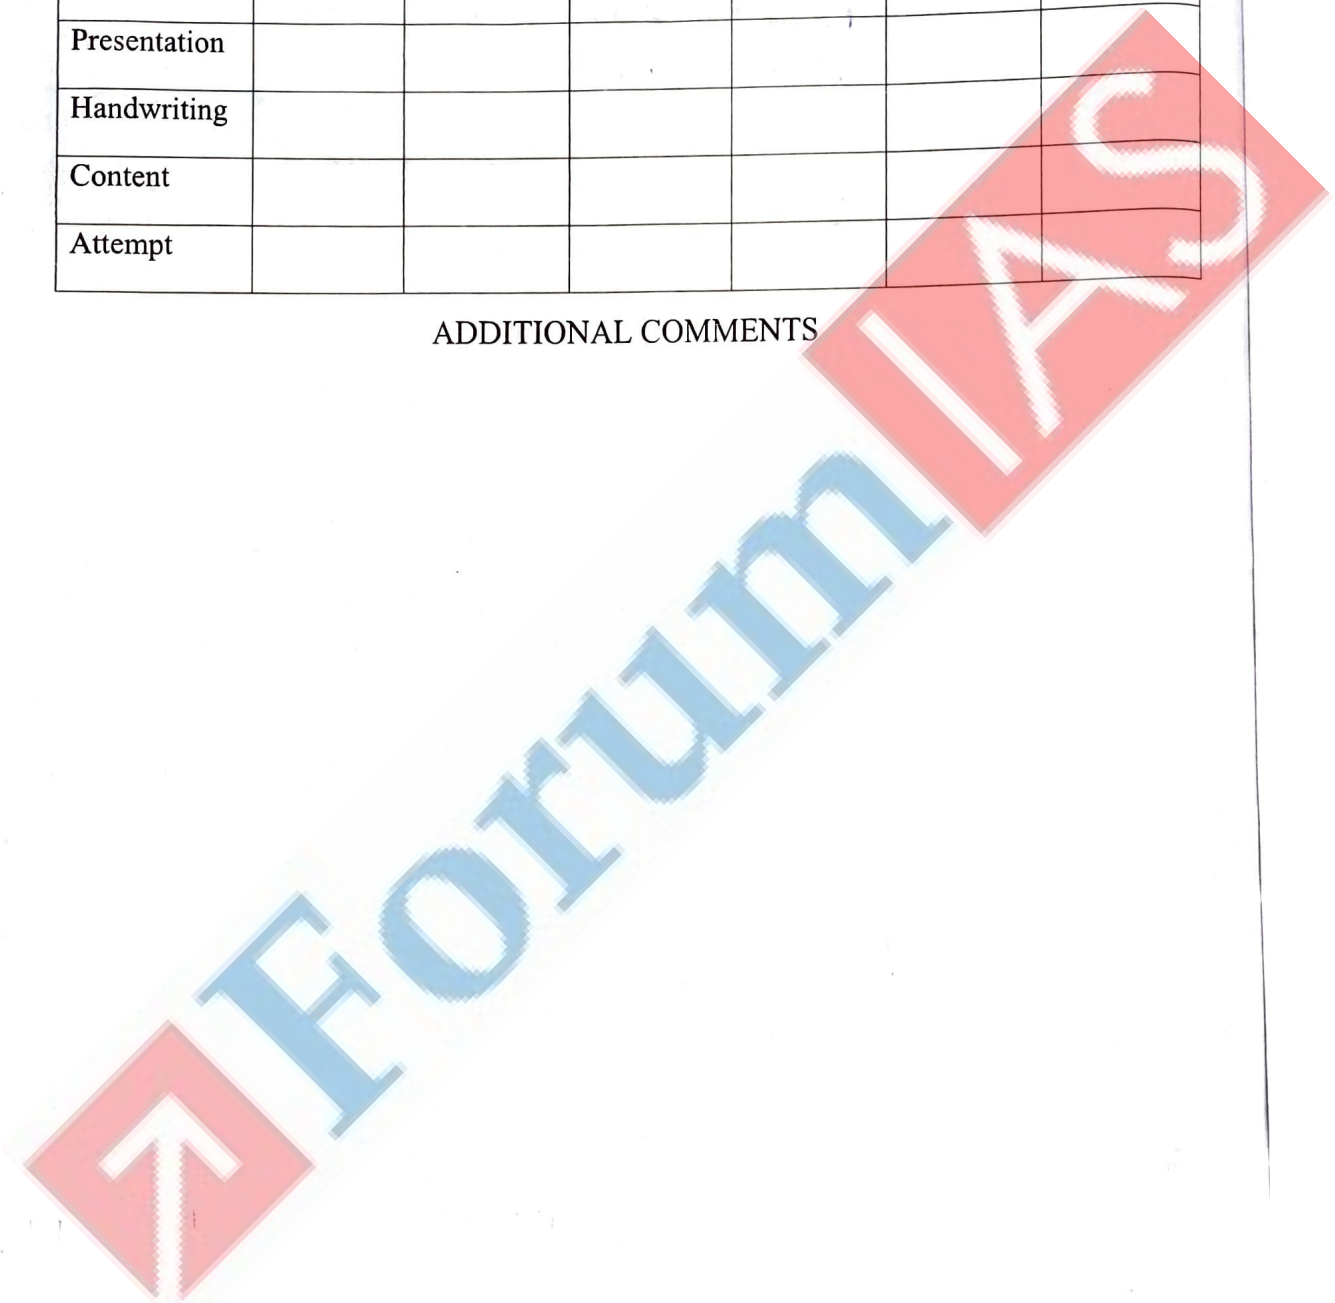 Presentation
Handwriting
Content
Attempt
ADDITIONAL COMMENTS
ForumIAS